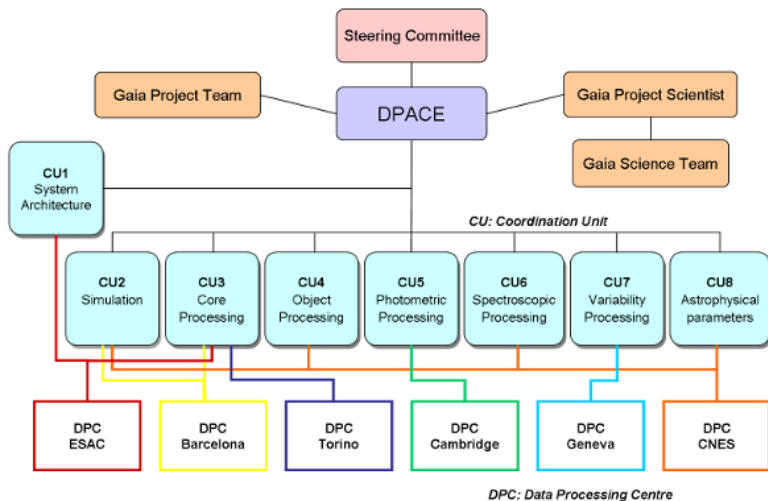 Steering Committee
Gaia Project Team
DPACE
Gaia Project Scientist
Gaia Science Team
CU1
System
Architecture
CU: Coordination Unit
CU2
Simulation
CU3
Core
Processing
CU4
Object
Processing
CU5
Photometric
Processing
CU6
Spectroscopic
Processing
CU7
Variability
Processing
CU8
Astrophysical
parameters
DPC
ESAC
DPC
Barcelona
DPC
Torino
DPC
Cambridge
DPC
Geneva
DPC
CNES
DPC: Data Processing Centre